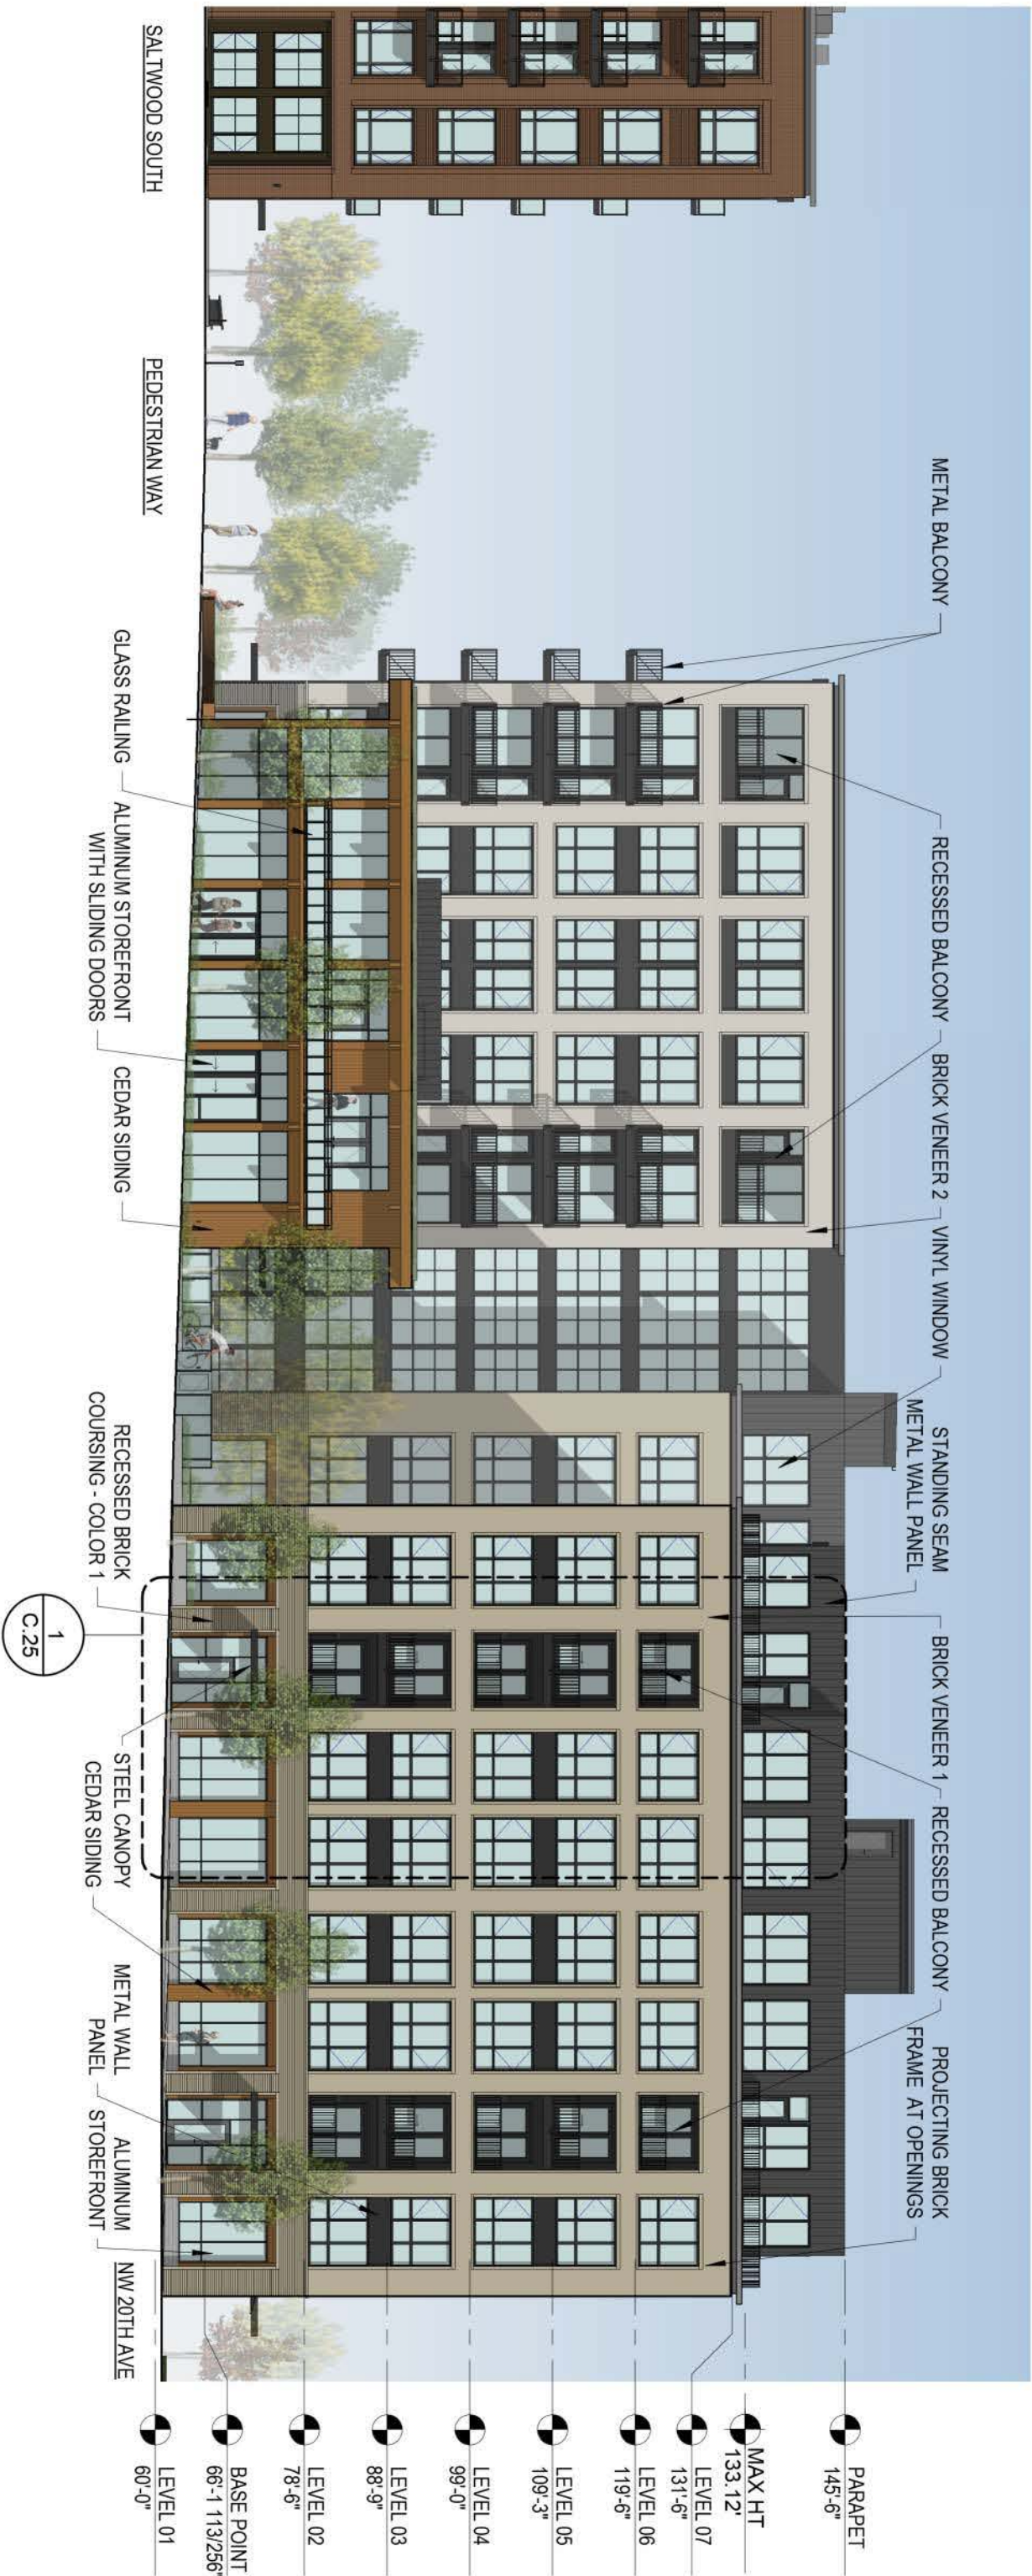 METAL BALCONY
RECESSED BALCONY
BRICK VENEER 2
VINYL WINDOW
STANDING SEAM
METAL WALL PANEL
BRICK VENEER 1
RECESSED BALCONY
PROJECTING BRICK
FRAME AT OPENINGS
PARAPET
145'-6"
MAX HT
133.12'
LEVEL 07
131'-6"
LEVEL 06
119'-6"
LEVEL 05
109'-3"
LEVEL 04
99'-0"
LEVEL 03
88'-9"
LEVEL 02
78'-6"
BASE POINT
66'-1 113/256"
LEVEL 01
60'-0"
SALTWOOD SOUTH
PEDESTRIAN WAY
GLASS RAILING
ALUMINUM STOREFRONT
WITH SLIDING DOORS
CEDAR SIDING
RECESSED BRICK
COURSING - COLOR 1
1
C.25
STEEL CANOPY
CEDAR SIDING
METAL WALL
PANEL
ALUMINUM
STOREFRONT
NW 20TH AVE